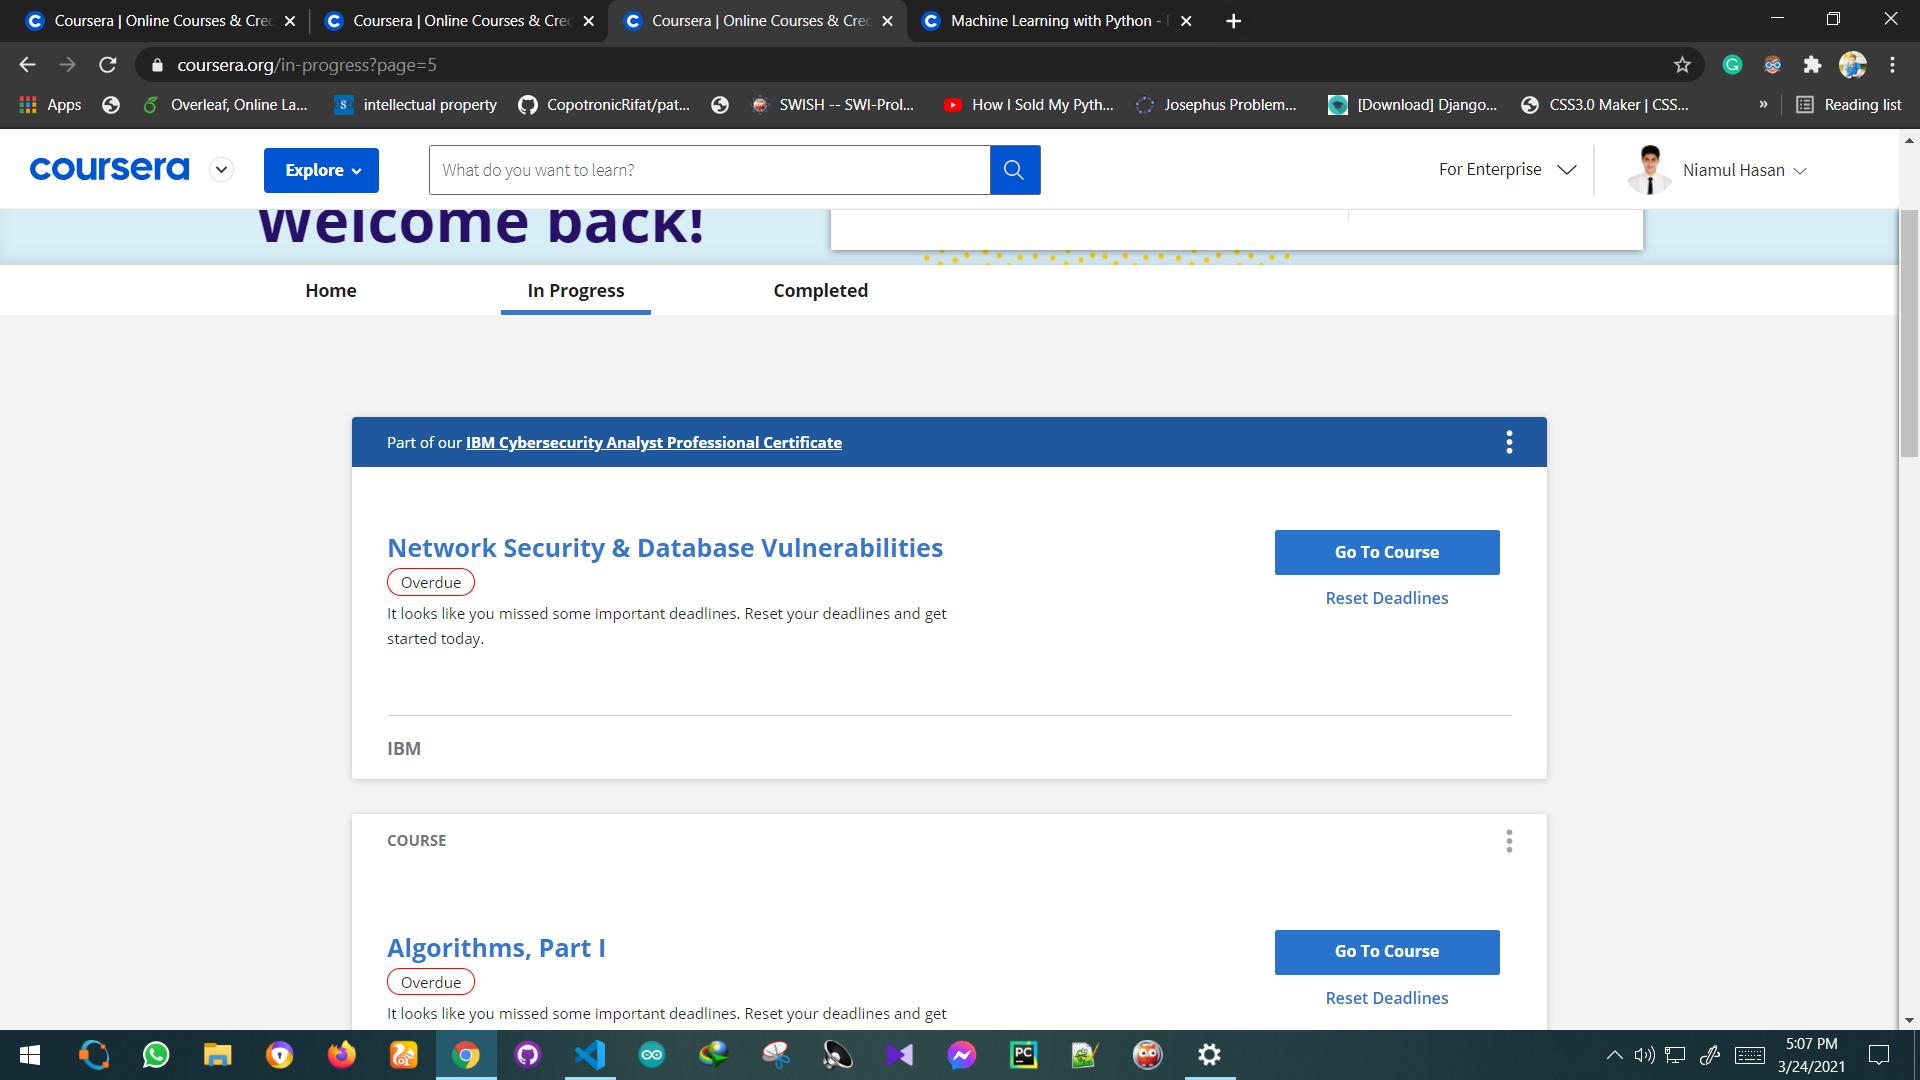 Coursera | Online Courses & Cre
Coursera | Online Courses & Cre
Coursera | Online Courses & Cre
Machine Learning with Python -
coursera.org/in-progress?page=5
Apps
Overleaf, Online La...
intellectual property
CopotronicRifat/pat...
SWISH -- SWI-Prol...
How I Sold My Pyth...
Josephus Problem...
[Download] Django...
CSS3.0 Maker | CSS...
»
Reading list
coursera
Explore
What do you want to learn?
For Enterprise
Niamul Hasan
Welcome back!
Home
In Progress
Completed
Part of our IBM Cybersecurity Analyst Professional Certificate
Network Security & Database Vulnerabilities
Go To Course
Overdue
Reset Deadlines
It looks like you missed some important deadlines. Reset your deadlines and get
started today.
IBM
COURSE
Algorithms, Part I
Go To Course
Overdue
Reset Deadlines
It looks like you missed some important deadlines. Reset your deadlines and get
5:07 PM
3/24/2021